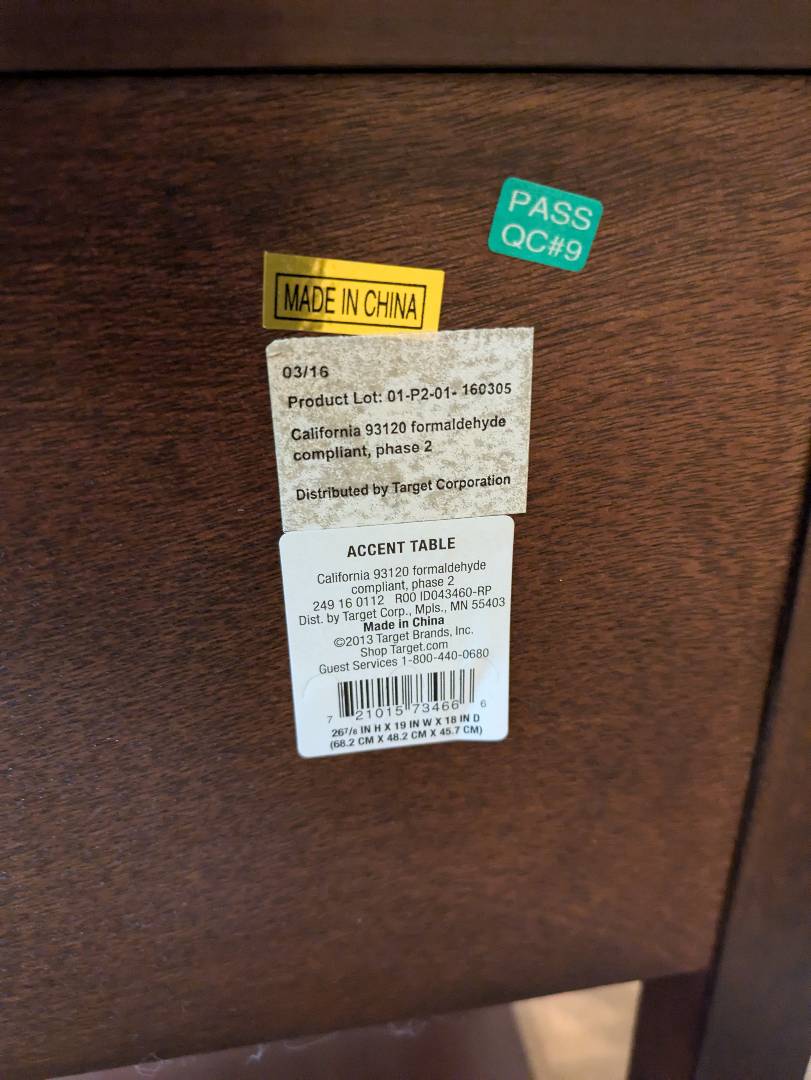 PASS
QC#9
MADE IN CHINA
03/16
Product Lot: 01-P2-01- 160305
California 93120 formaldehyde
compliant, phase 2
Distributed by Target Corporation
ACCENT TABLE
California 93120 formaldehyde
compliant, phase 2
249 16 0112 R00 ID043460-RP
Dist. by Target Corp., Mpls., MN 55403
Made in China
©2013 Target Brands, Inc.
Shop Target.com
Guest Services 1-800-440-0680
7 21015 73466 6
26⁷/₈ IN H X 19 IN W X 18 IN D
(68.2 CM X 48.2 CM X 45.7 CM)